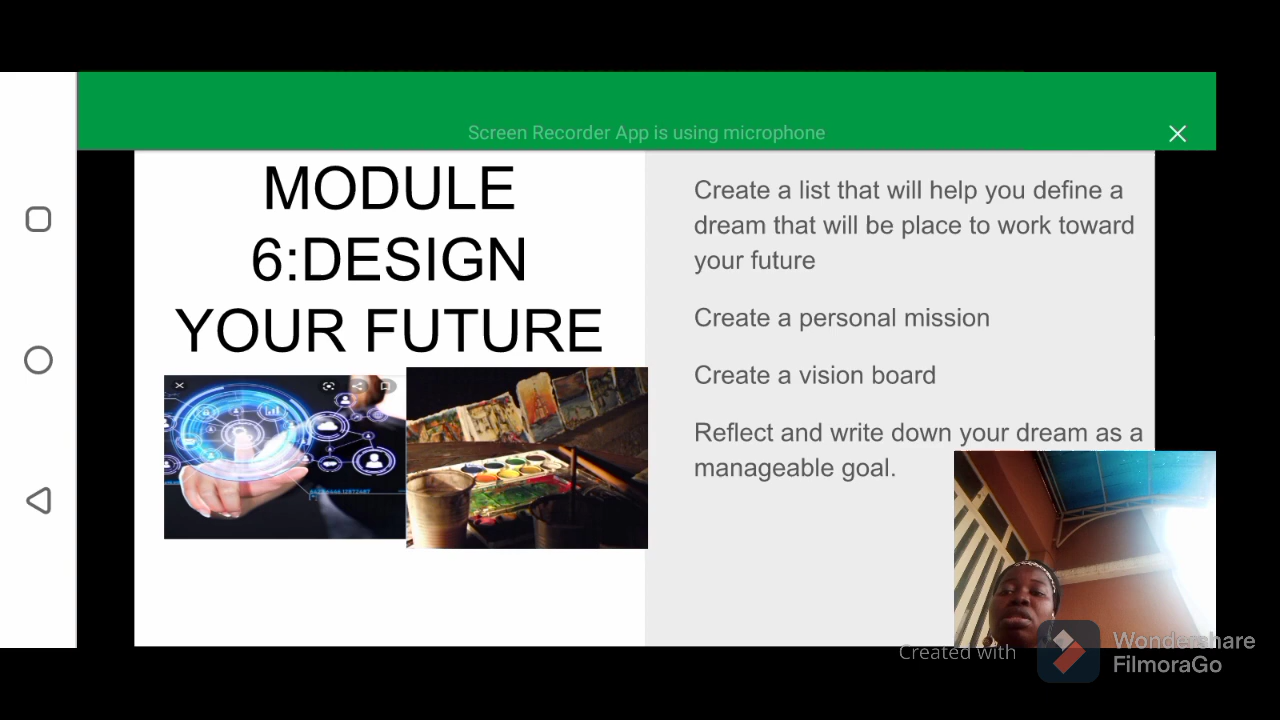 Screen Recorder App is using microphone
MODULE
6:DESIGN
YOUR FUTURE
Create a list that will help you define a
dream that will be place to work toward
your future
Create a personal mission
Create a vision board
Reflect and write down your dream as a
manageable goal.
Created with
Wondershare
FilmoraGo